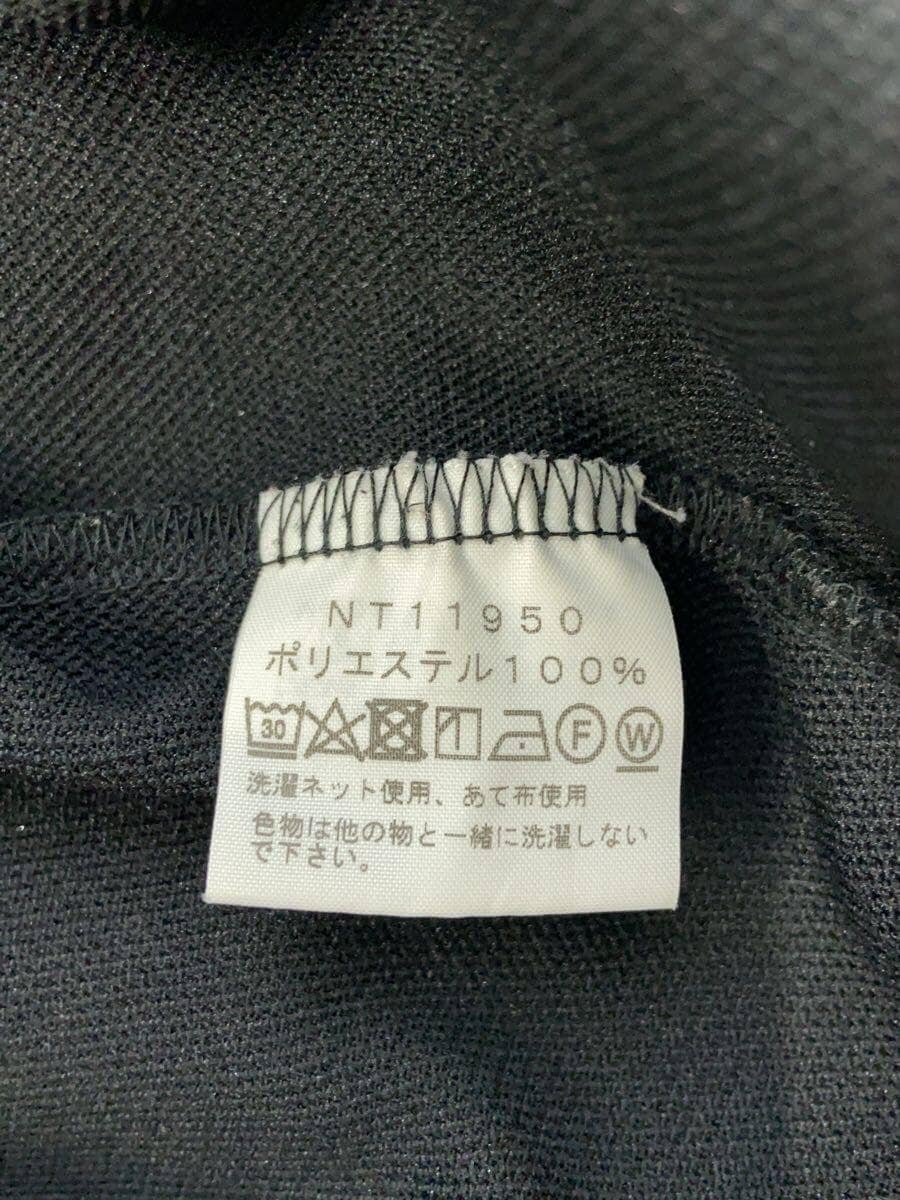 NT11950
ポリエステル100%
30 F W
洗濯ネット使用、あて布使用
色物は他の物と一緒に洗濯しない
で下さい。